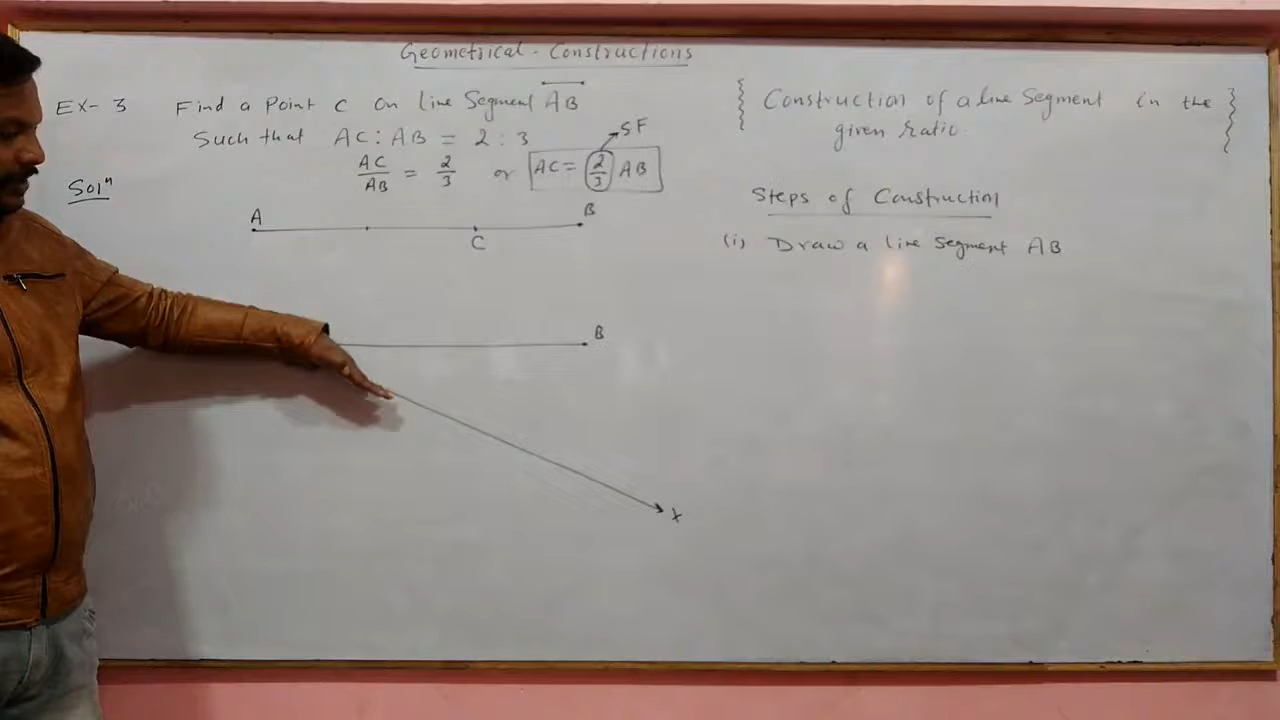 Geometrical - Constructions
EX- 3 Find a Point C on line Segment AB
Such that AC : AB = 2 : 3
AC/AB = 2/3 or AC = 2/3 AB
SF
Solⁿ
A B
C
B
X
Construction of a line Segment in the
given ratio
Steps of Construction
(i) Draw a line Segment AB